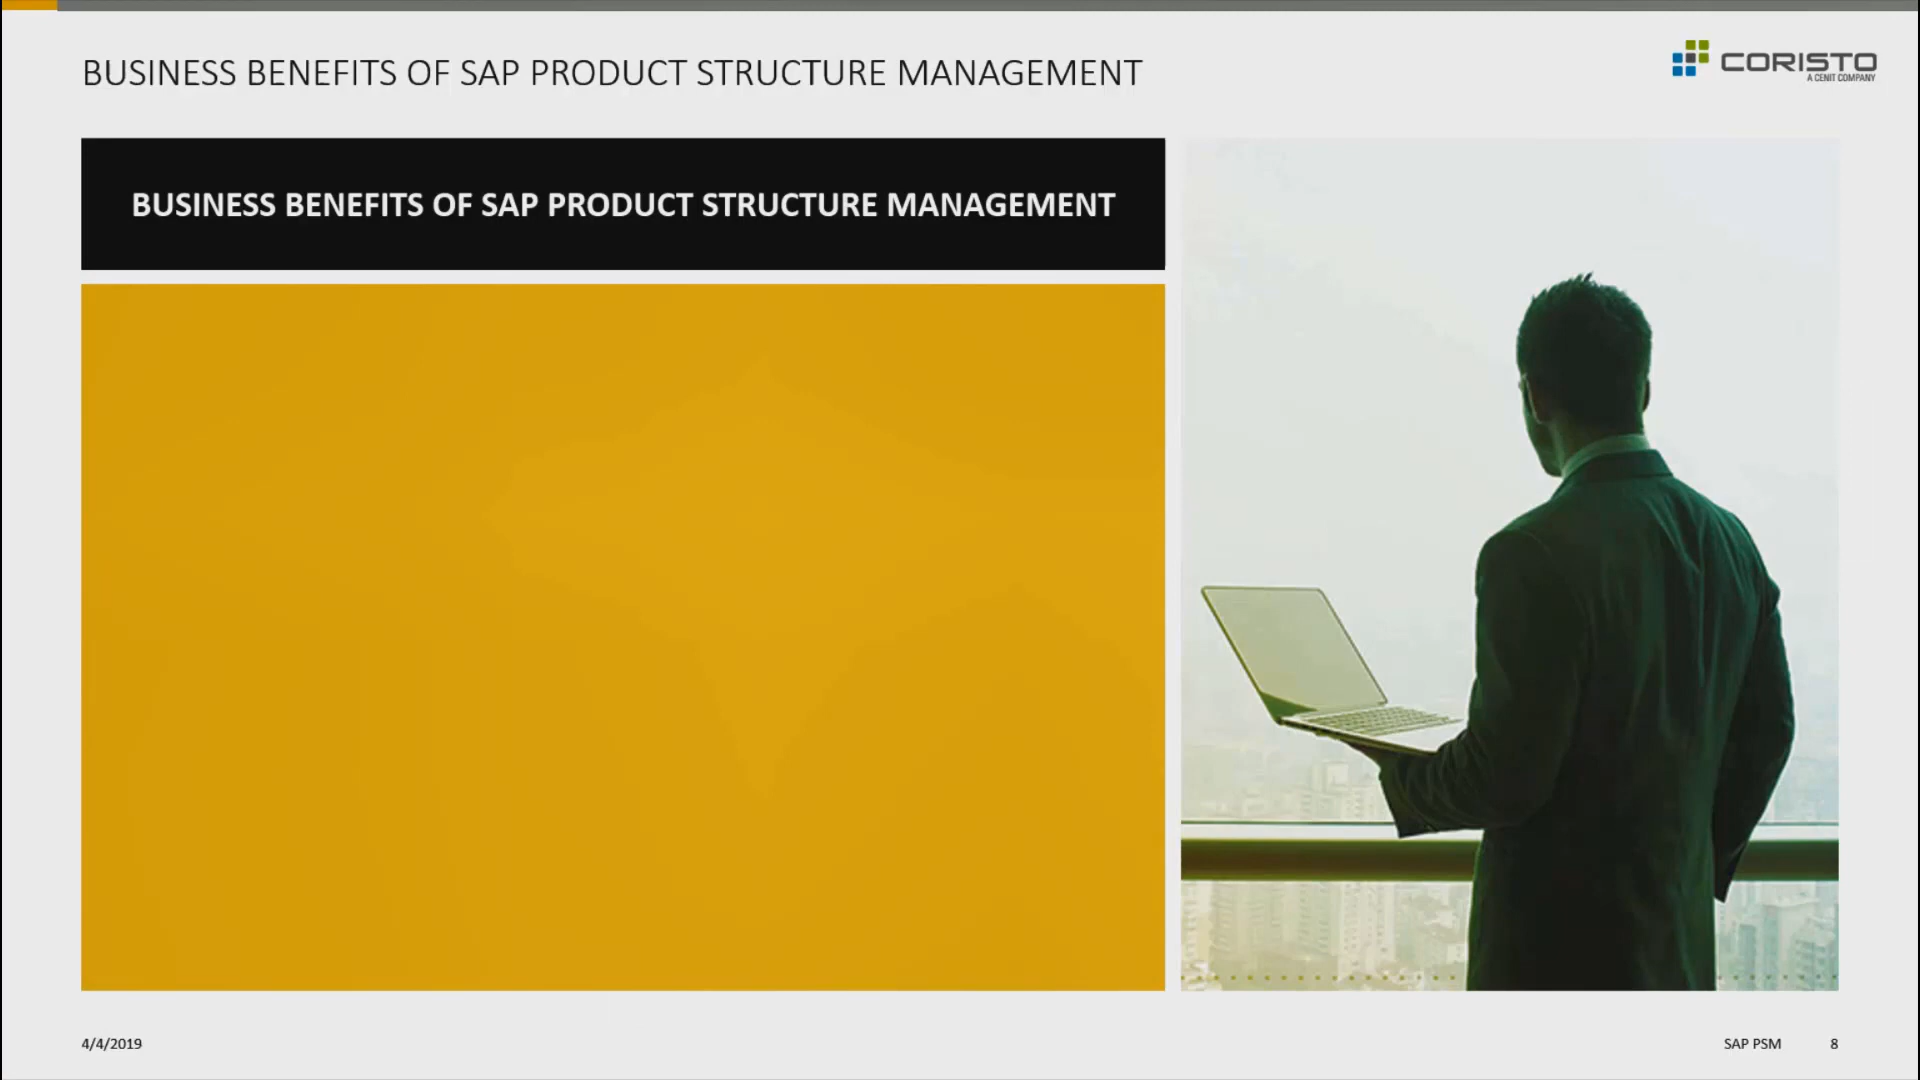 BUSINESS BENEFITS OF SAP PRODUCT STRUCTURE MANAGEMENT
CORISTO
A CENIT COMPANY
BUSINESS BENEFITS OF SAP PRODUCT STRUCTURE MANAGEMENT
4/4/2019
SAP PSM
8